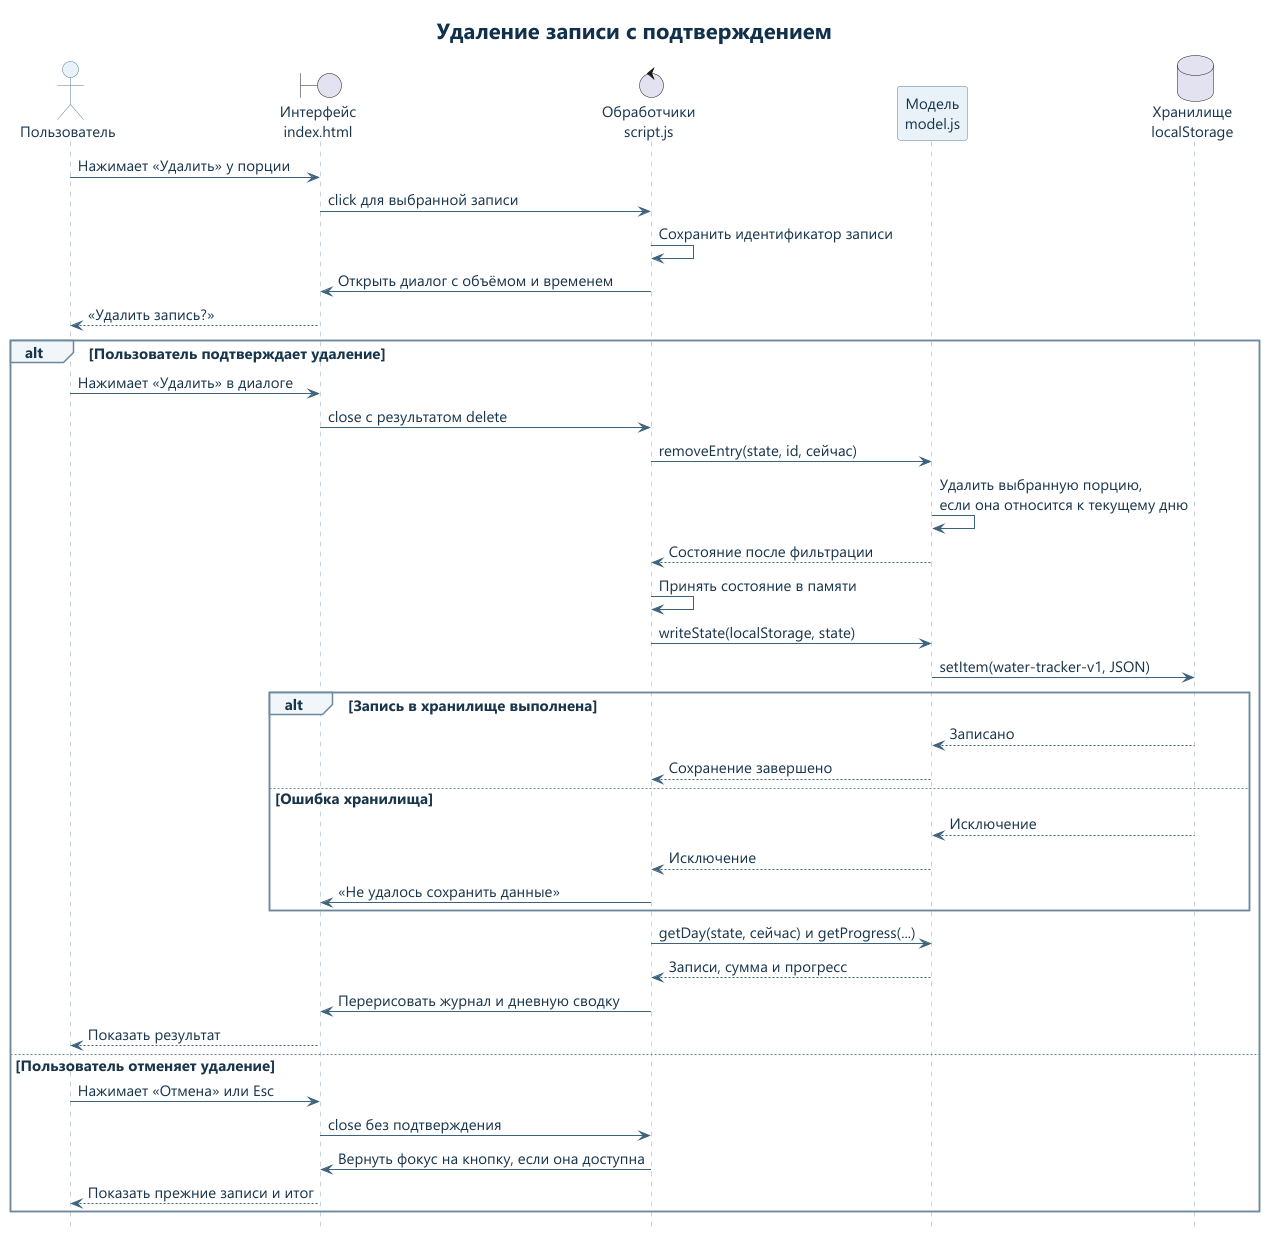 Удаление записи с подтверждением
Пользователь
Интерфейс
index.html
Обработчики
script.js
Модель
model.js
Хранилище
localStorage
Нажимает «Удалить» у порции
click для выбранной записи
Сохранить идентификатор записи
Открыть диалог с объёмом и временем
«Удалить запись?»
alt [Пользователь подтверждает удаление]
Нажимает «Удалить» в диалоге
close с результатом delete
removeEntry(state, id, сейчас)
Удалить выбранную порцию,
если она относится к текущему дню
Состояние после фильтрации
Принять состояние в памяти
writeState(localStorage, state)
setItem(water-tracker-v1, JSON)
alt [Запись в хранилище выполнена]
Записано
Сохранение завершено
[Ошибка хранилища]
Исключение
Исключение
«Не удалось сохранить данные»
getDay(state, сейчас) и getProgress(...)
Записи, сумма и прогресс
Перерисовать журнал и дневную сводку
Показать результат
[Пользователь отменяет удаление]
Нажимает «Отмена» или Esc
close без подтверждения
Вернуть фокус на кнопку, если она доступна
Показать прежние записи и итог